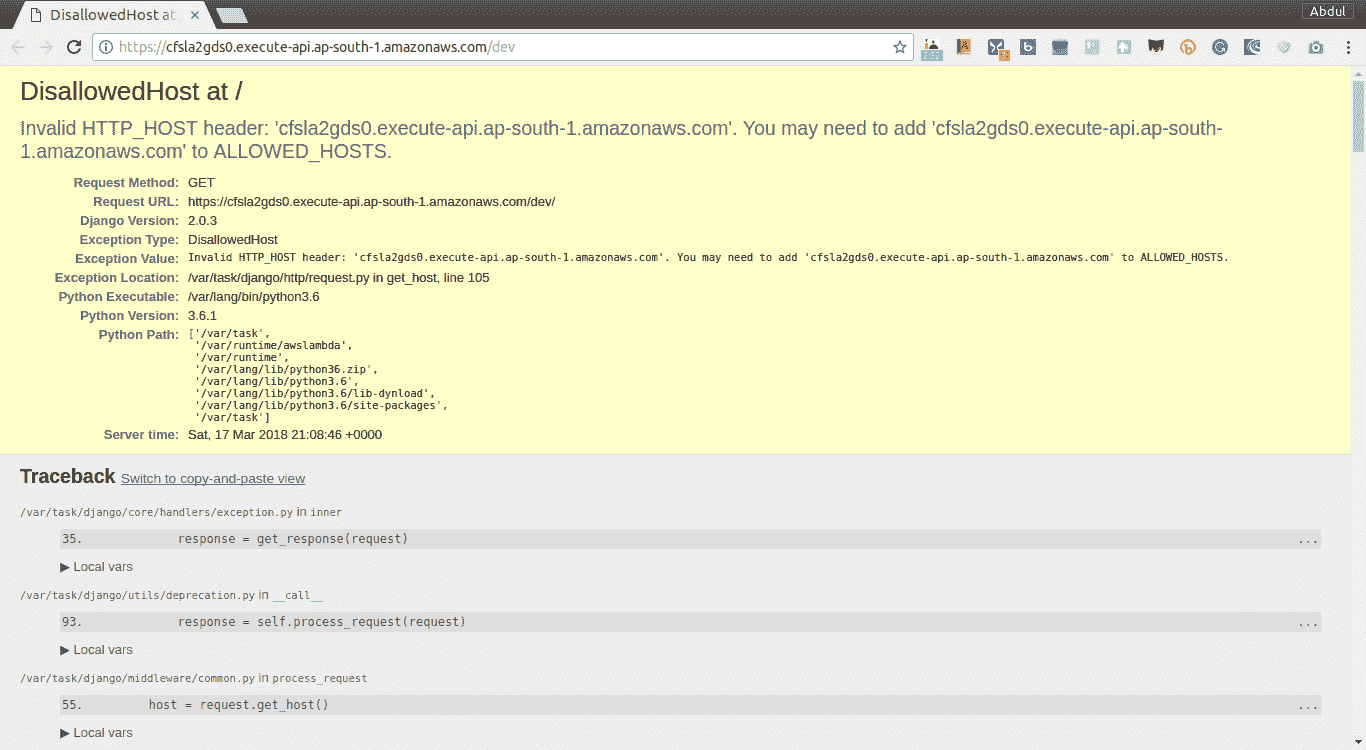 DisallowedHost at
Abdul
https://cfsla2gds0.execute-api.ap-south-1.amazonaws.com/dev
DisallowedHost at /
Invalid HTTP_HOST header: 'cfsla2gds0.execute-api.ap-south-1.amazonaws.com'. You may need to add 'cfsla2gds0.execute-api.ap-south-
1.amazonaws.com' to ALLOWED_HOSTS.
Request Method: GET
Request URL: https://cfsla2gds0.execute-api.ap-south-1.amazonaws.com/dev/
Django Version: 2.0.3
Exception Type: DisallowedHost
Exception Value: Invalid HTTP_HOST header: 'cfsla2gds0.execute-api.ap-south-1.amazonaws.com'. You may need to add 'cfsla2gds0.execute-api.ap-south-1.amazonaws.com' to ALLOWED_HOSTS.
Exception Location: /var/task/django/http/request.py in get_host, line 105
Python Executable: /var/lang/bin/python3.6
Python Version: 3.6.1
Python Path: ['/var/task',
'/var/runtime/awslambda',
'/var/runtime',
'/var/lang/lib/python36.zip',
'/var/lang/lib/python3.6',
'/var/lang/lib/python3.6/lib-dynload',
'/var/lang/lib/python3.6/site-packages',
'/var/task']
Server time: Sat, 17 Mar 2018 21:08:46 +0000
Traceback Switch to copy-and-paste view
/var/task/django/core/handlers/exception.py in inner
35. response = get_response(request) ...
▶ Local vars
/var/task/django/utils/deprecation.py in __call__
93. response = self.process_request(request) ...
▶ Local vars
/var/task/django/middleware/common.py in process_request
55. host = request.get_host() ...
▶ Local vars